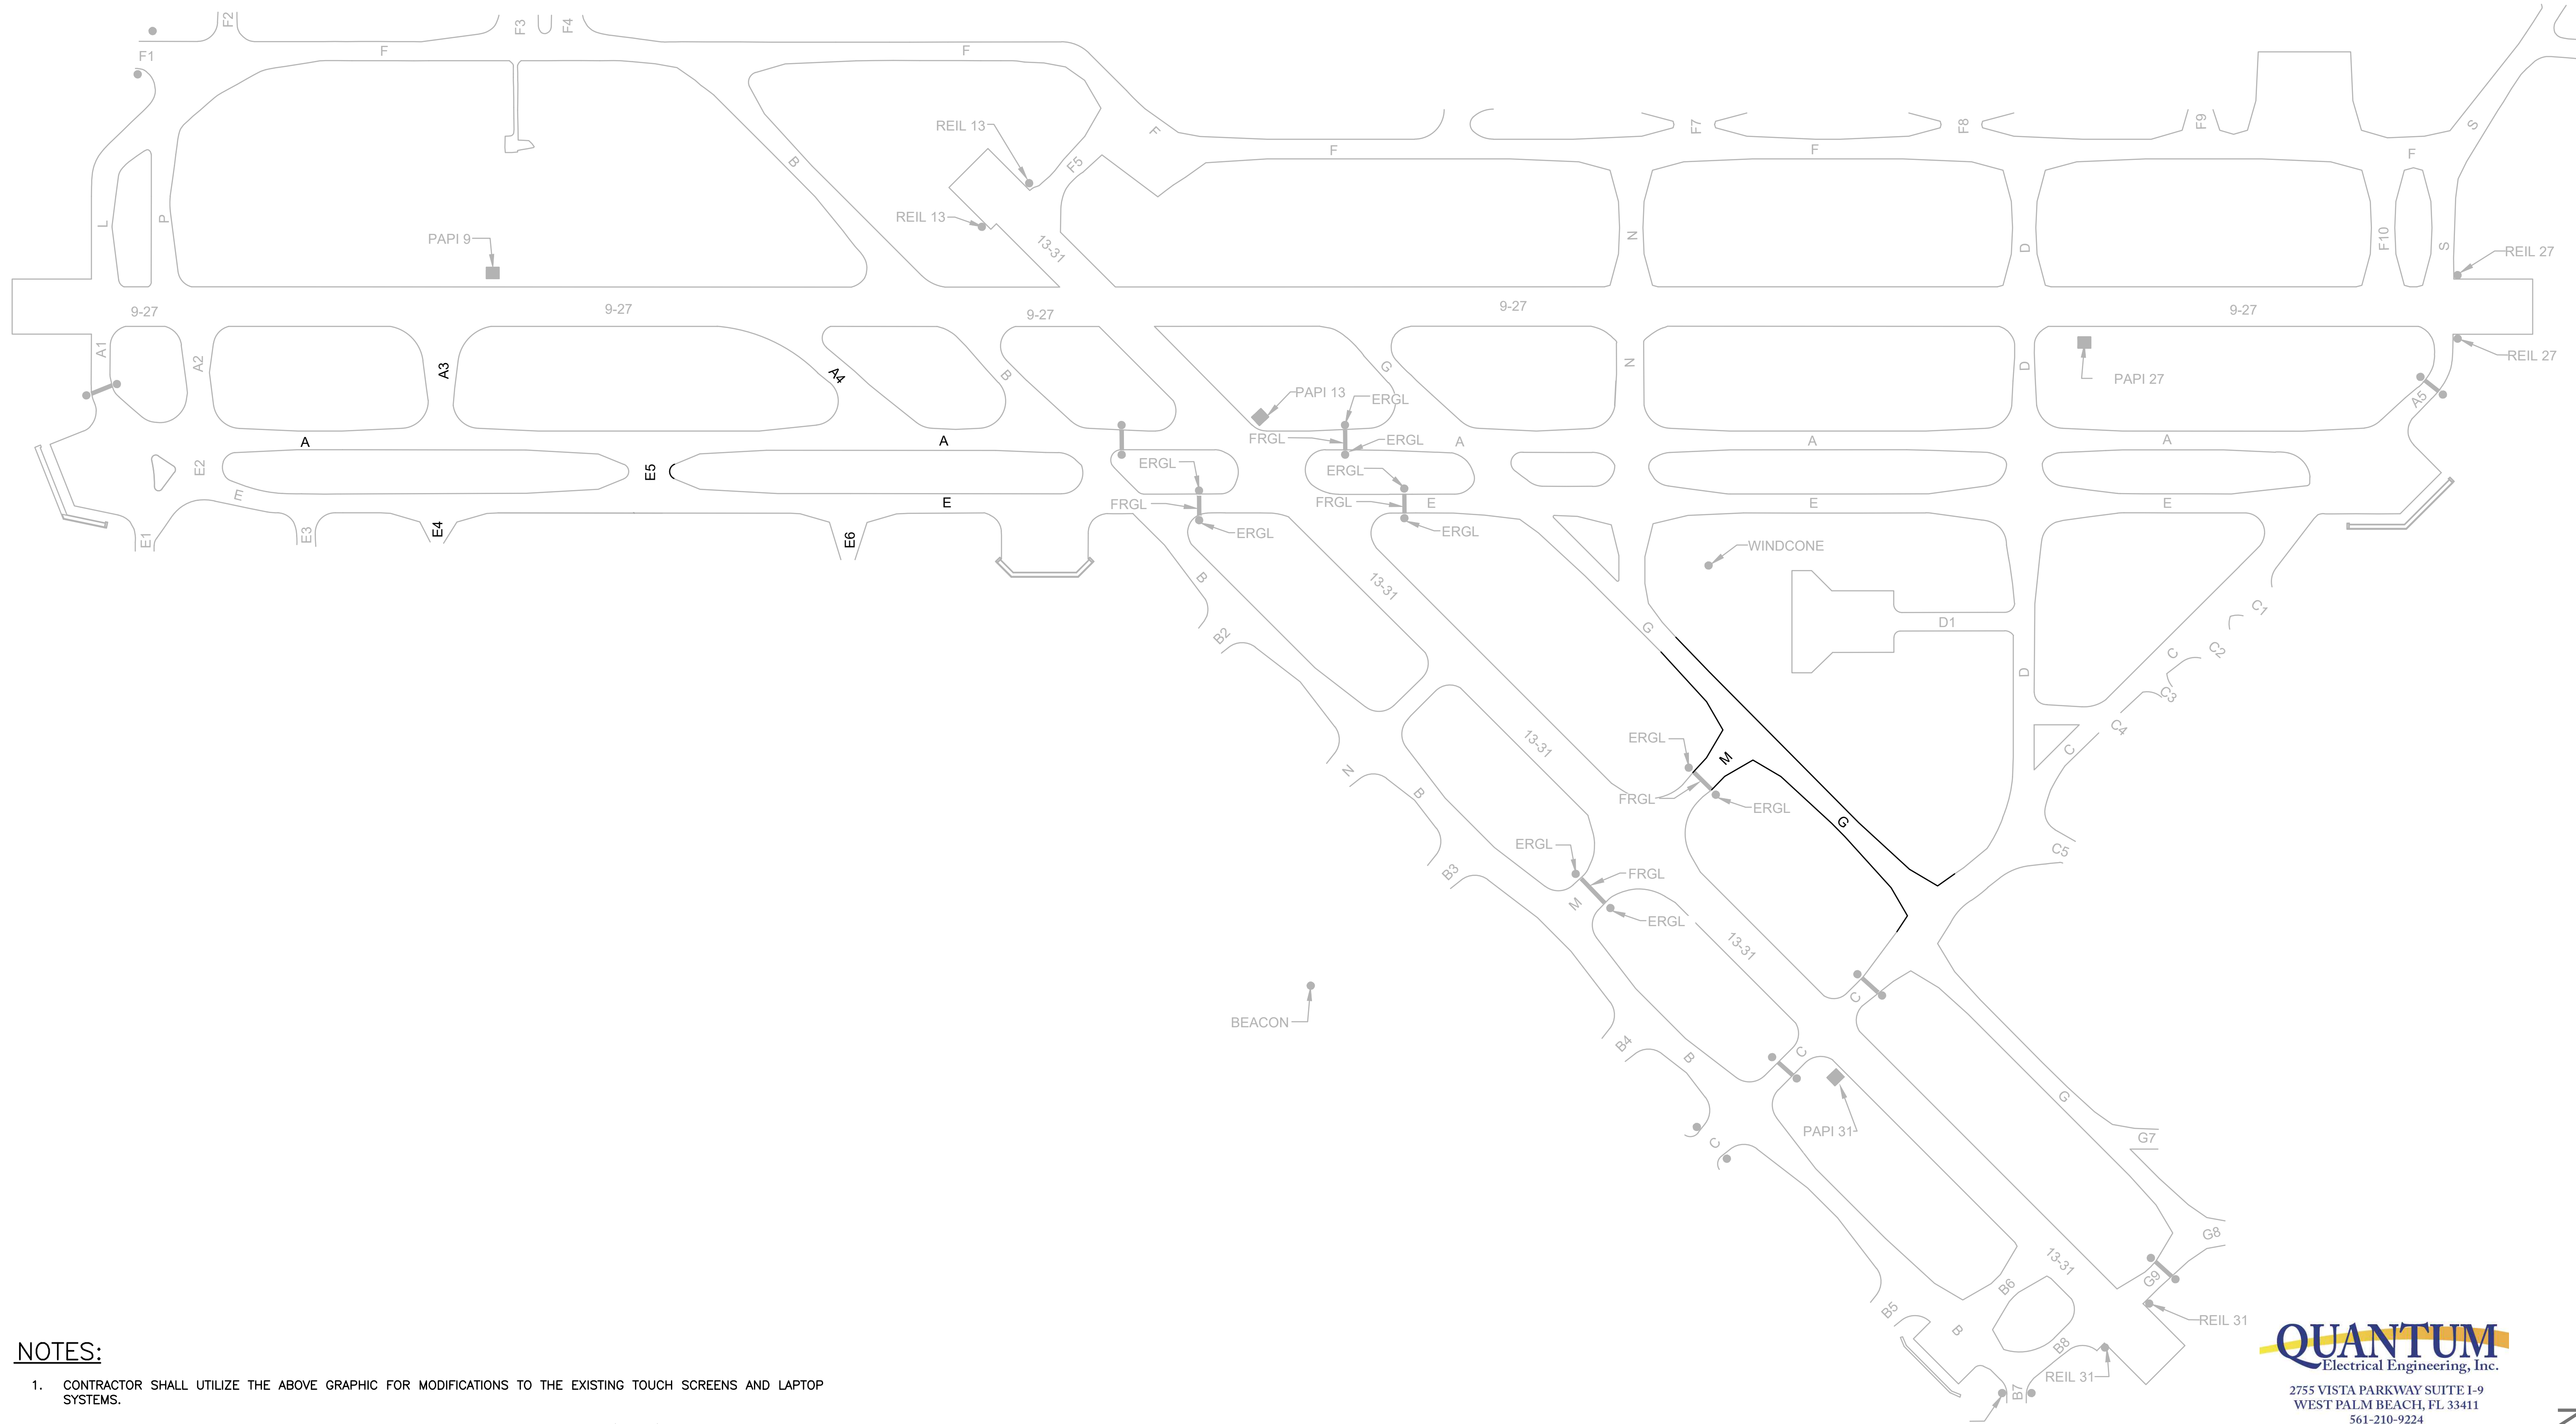 F2
F3
F4
F1
F
F
REIL 13
B
F5
F
F7
F8
F9
S
F
F
F
L
P
REIL 13
PAPI 9
13-31
N
D
F10
S
REIL 27
9-27
9-27
9-27
9-27
9-27
A1
A2
A3
A4
B
G
PAPI 13
ERGL
N
D
PAPI 27
REIL 27
A5
A
A
FRGL
ERGL
A
A
A
E2
E5
ERGL
ERGL
E
E
FRGL
FRGL
E
E
E
E1
E3
E4
E6
ERGL
ERGL
WINDCONE
B
13-31
C1
B2
G
D1
C
C2
D
C3
C4
ERGL
13-31
M
C
N
B
FRGL
ERGL
G
ERGL
C5
B3
FRGL
M
ERGL
13-31
C
BEACON
B4
B
C
G
PAPI 31
C
G7
G8
13-31
G9
B6
B5
REIL 31
B
B8
REIL 31
B7
NOTES:
1. CONTRACTOR SHALL UTILIZE THE ABOVE GRAPHIC FOR MODIFICATIONS TO THE EXISTING TOUCH SCREENS AND LAPTOP
SYSTEMS.
QUANTUM
Electrical Engineering, Inc.
2755 VISTA PARKWAY SUITE I-9
WEST PALM BEACH, FL 33411
561-210-9224